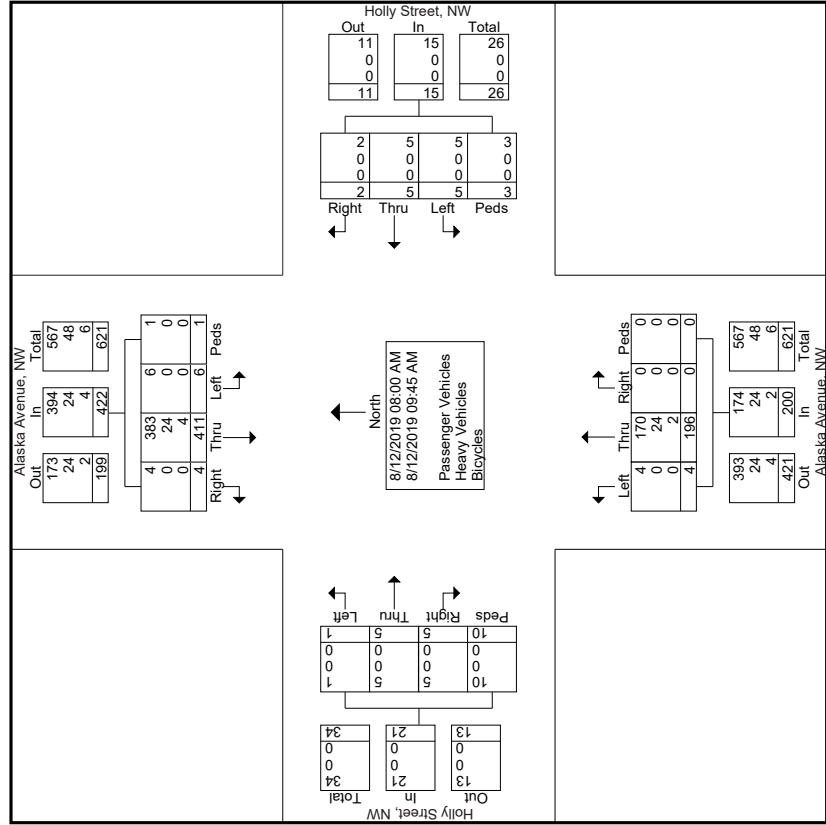 Holly Street, NW
Out In Total
11 15 26
0 0 0
0 0 0
11 15 26
2 5 5 3
0 0 0 0
0 0 0 0
2 5 5 3
Right Thru Left Peds
Alaska Avenue, NW
Out In Total
173 394 567
24 24 48
2 4 6
199 422 621
4 383 6 1
0 24 0 0
0 4 0 0
4 411 6 1
Right Thru Left Peds
North
8/12/2019 08:00 AM
8/12/2019 09:45 AM
Passenger Vehicles
Heavy Vehicles
Bicycles
Left Thru Right Peds
4 170 0 0
0 24 0 0
0 2 0 0
4 196 0 0
393 174 567
24 24 48
4 2 6
421 200 621
Out In Total
Alaska Avenue, NW
Left Thru Right Peds
1 5 5 10
0 0 0 0
0 0 0 0
1 5 5 10
34 21 13
0 0 0
0 0 0
34 21 13
Total In Out
Holly Street, NW